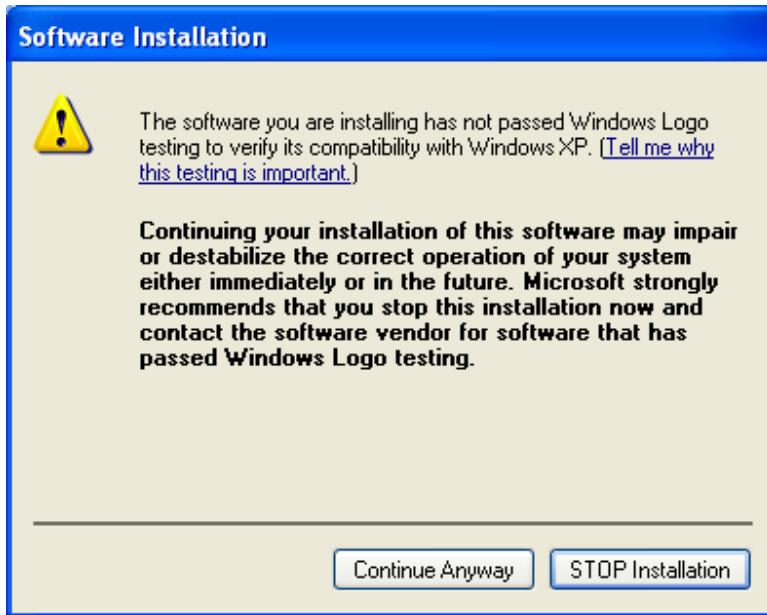 Software Installation
The software you are installing has not passed Windows Logo
testing to verify its compatibility with Windows XP. (Tell me why
this testing is important.)
Continuing your installation of this software may impair
or destabilize the correct operation of your system
either immediately or in the future. Microsoft strongly
recommends that you stop this installation now and
contact the software vendor for software that has
passed Windows Logo testing.
Continue Anyway
STOP Installation